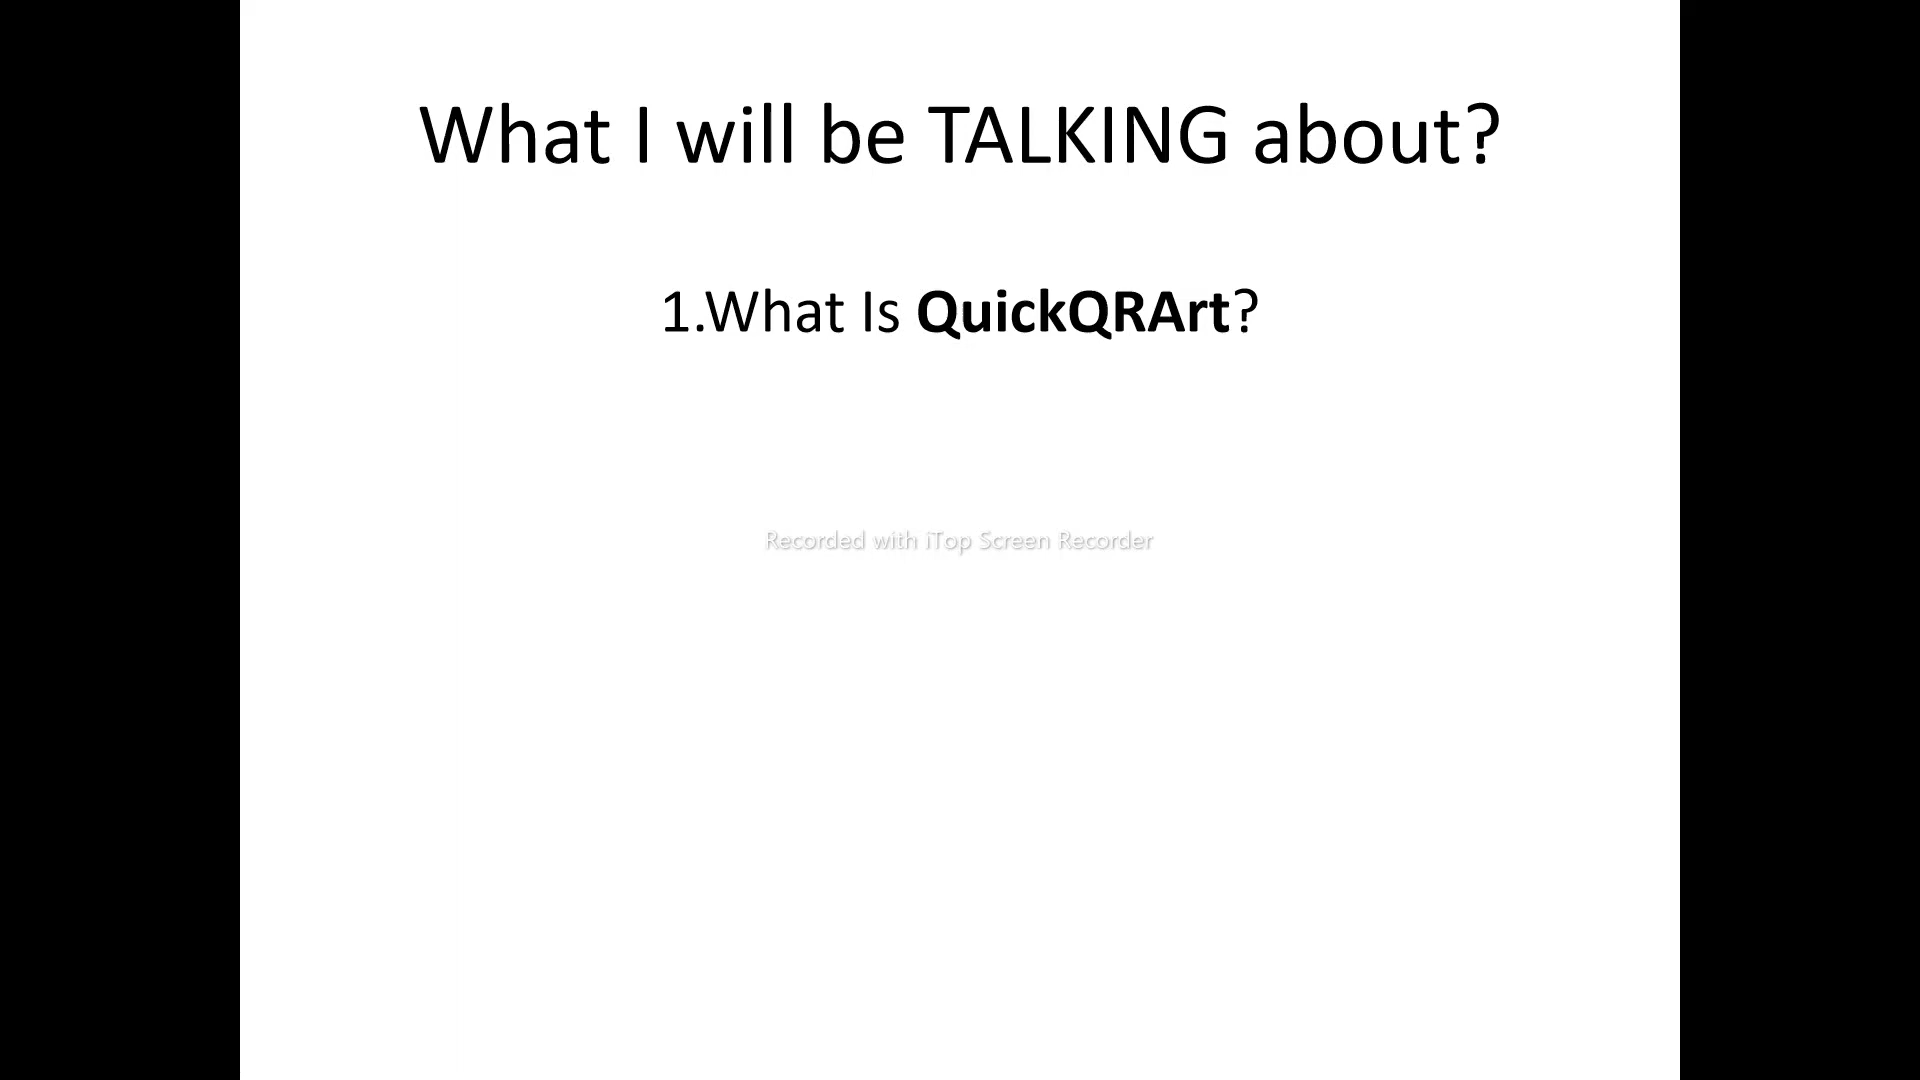 What I will be TALKING about?
1.What Is QuickQRArt?
Recorded with iTop Screen Recorder